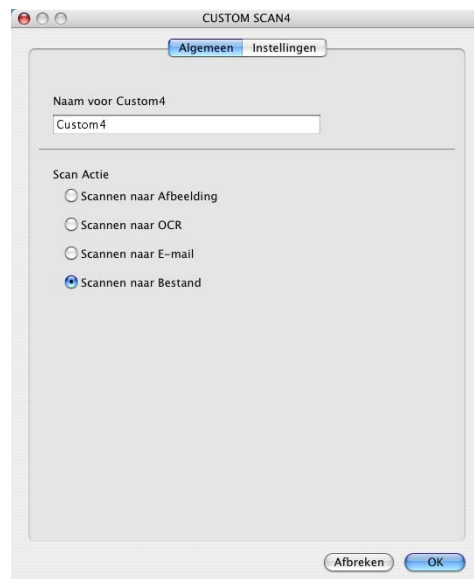 CUSTOM SCAN4
Algemeen Instellingen
Naam voor Custom4
Custom4
Scan Actie
Scannen naar Afbeelding
Scannen naar OCR
Scannen naar E-mail
Scannen naar Bestand
Afbreken OK